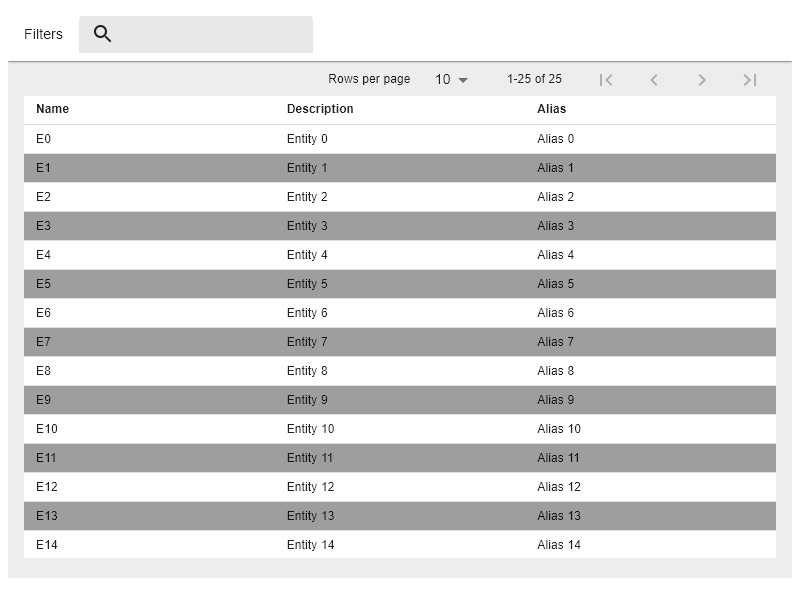 Filters
Rows per page 10 1-25 of 25
Name Description Alias
E0 Entity 0 Alias 0
E1 Entity 1 Alias 1
E2 Entity 2 Alias 2
E3 Entity 3 Alias 3
E4 Entity 4 Alias 4
E5 Entity 5 Alias 5
E6 Entity 6 Alias 6
E7 Entity 7 Alias 7
E8 Entity 8 Alias 8
E9 Entity 9 Alias 9
E10 Entity 10 Alias 10
E11 Entity 11 Alias 11
E12 Entity 12 Alias 12
E13 Entity 13 Alias 13
E14 Entity 14 Alias 14